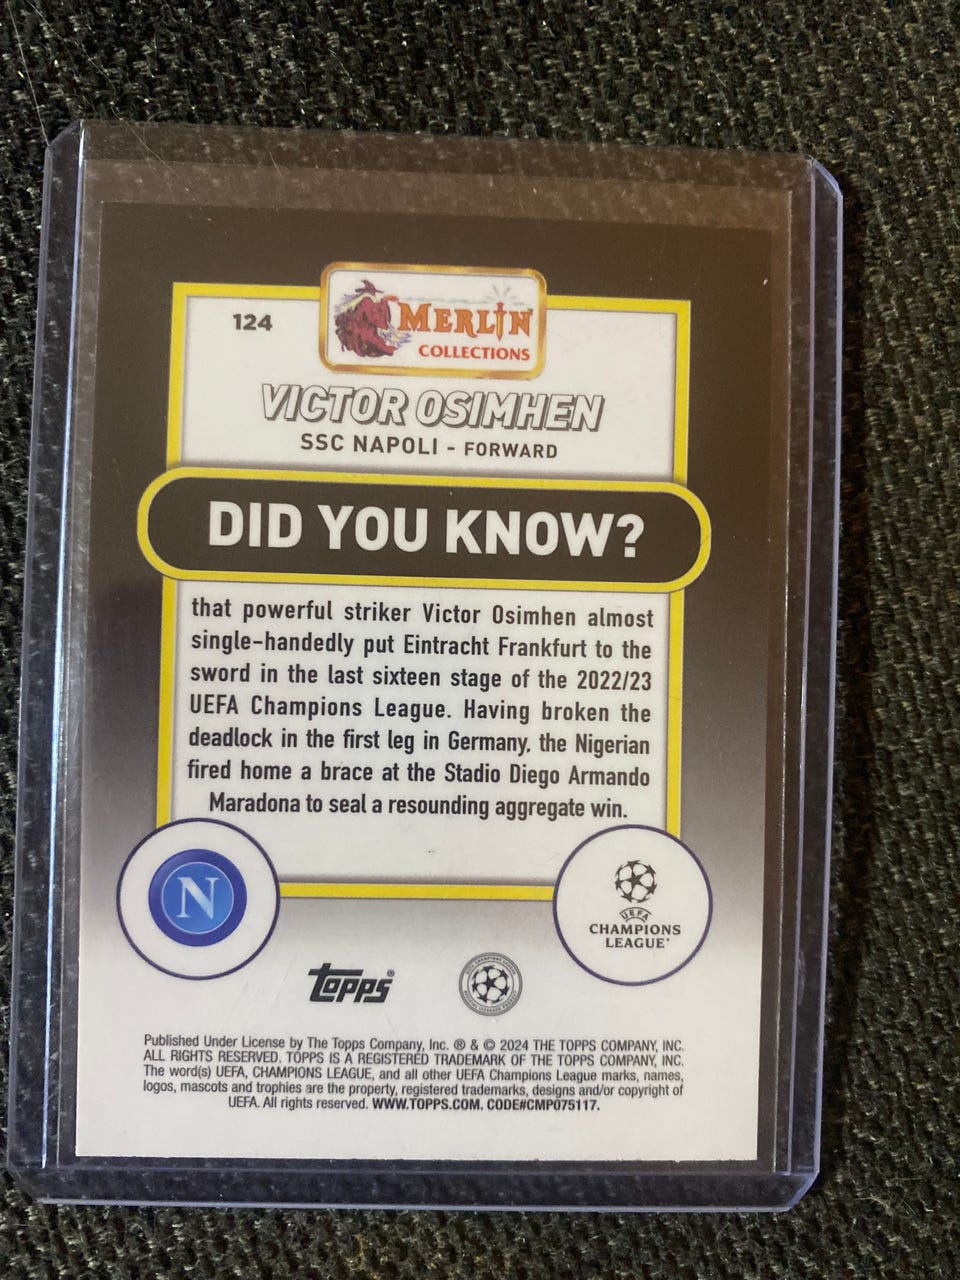 124
MERLIN
COLLECTIONS
VICTOR OSIMHEN
SSC NAPOLI - FORWARD
DID YOU KNOW?
that powerful striker Victor Osimhen almost
single-handedly put Eintracht Frankfurt to the
sword in the last sixteen stage of the 2022/23
UEFA Champions League. Having broken the
deadlock in the first leg in Germany, the Nigerian
fired home a brace at the Stadio Diego Armando
Maradona to seal a resounding aggregate win.
N
UEFA
CHAMPIONS
LEAGUE®
Topps®
Published Under License by The Topps Company, Inc. ® & © 2024 THE TOPPS COMPANY, INC.
ALL RIGHTS RESERVED. TOPPS IS A REGISTERED TRADEMARK OF THE TOPPS COMPANY, INC.
The word(s) UEFA, CHAMPIONS LEAGUE, and all other UEFA Champions League marks, names,
logos, mascots and trophies are the property, registered trademarks, designs and/or copyright of
UEFA. All rights reserved. WWW.TOPPS.COM. CODE#CMP075117.